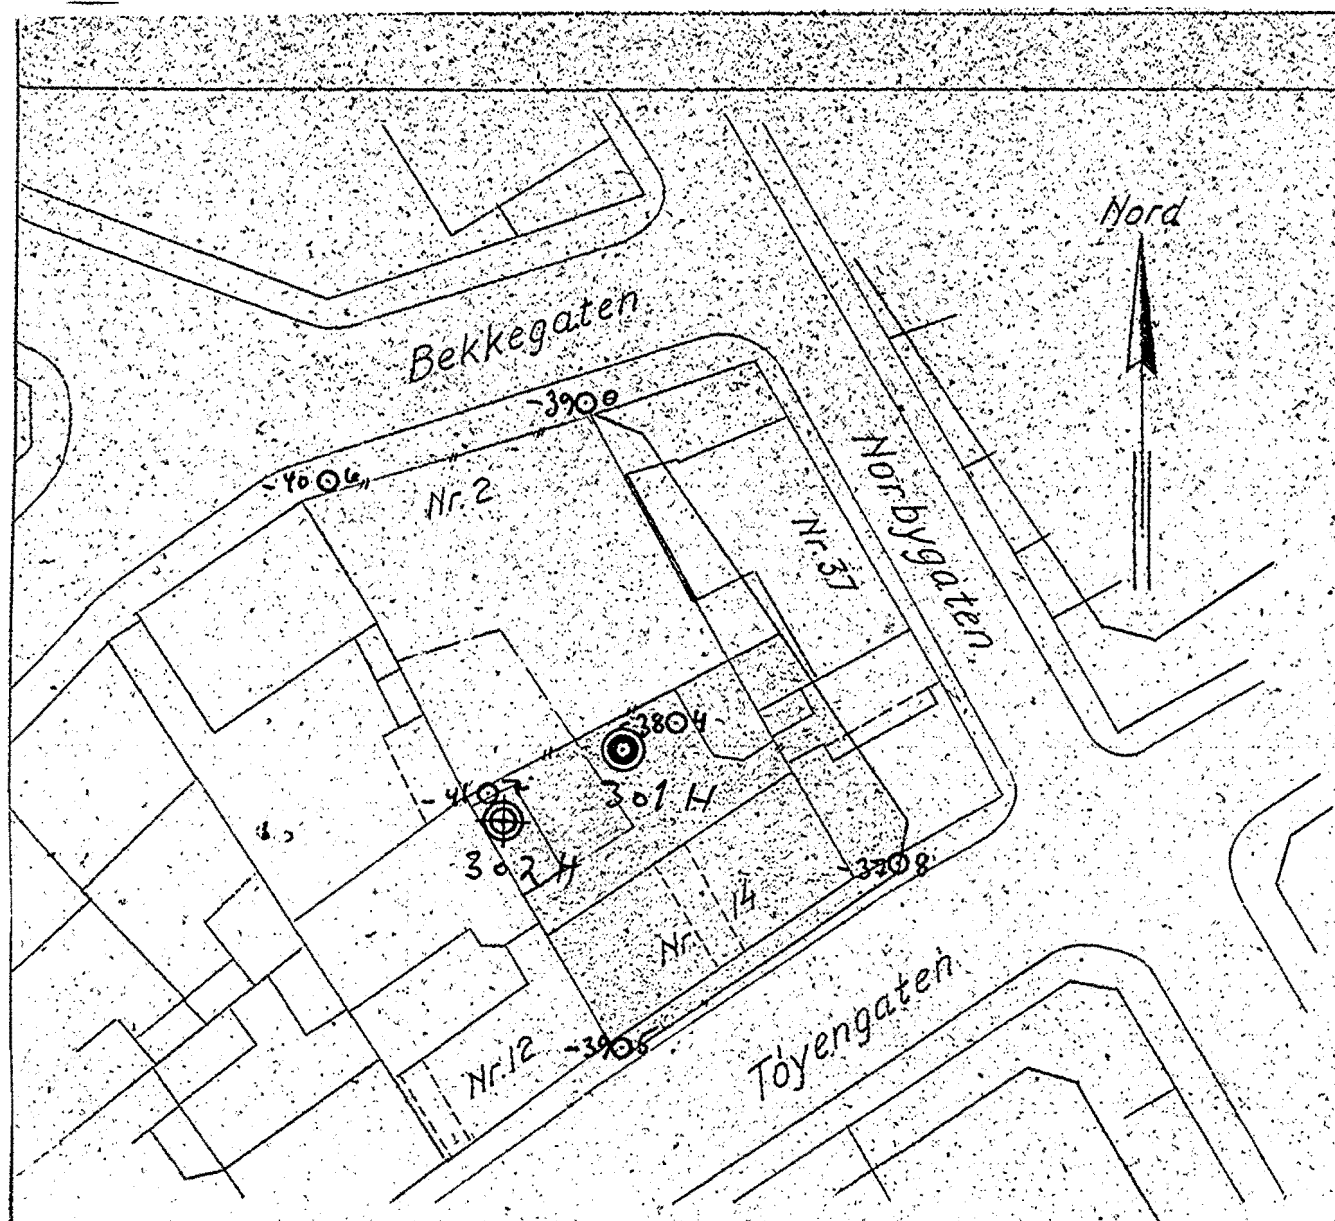 Nord
Bekkegaten
-39 0
-40 6
Nr. 2
Norbygaten.
Nr. 37
-38 4
301 H
-41 2
302 H
-37 8
Nr. 14
Tóyengaten.
Nr. 12
-39 5